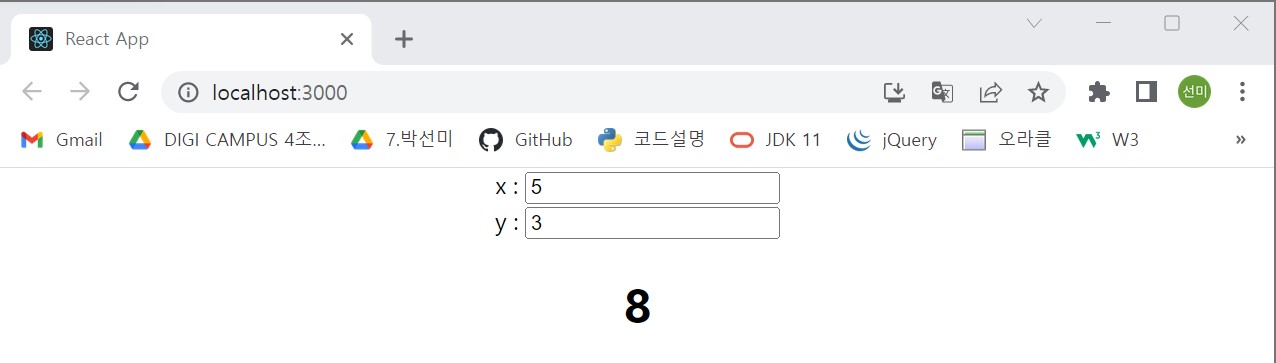 React App
localhost:3000
선미
Gmail DIGI CAMPUS 4조... 7.박선미 GitHub 코드설명 JDK 11 jQuery 오라클 W3 »
x : 5
y : 3
8